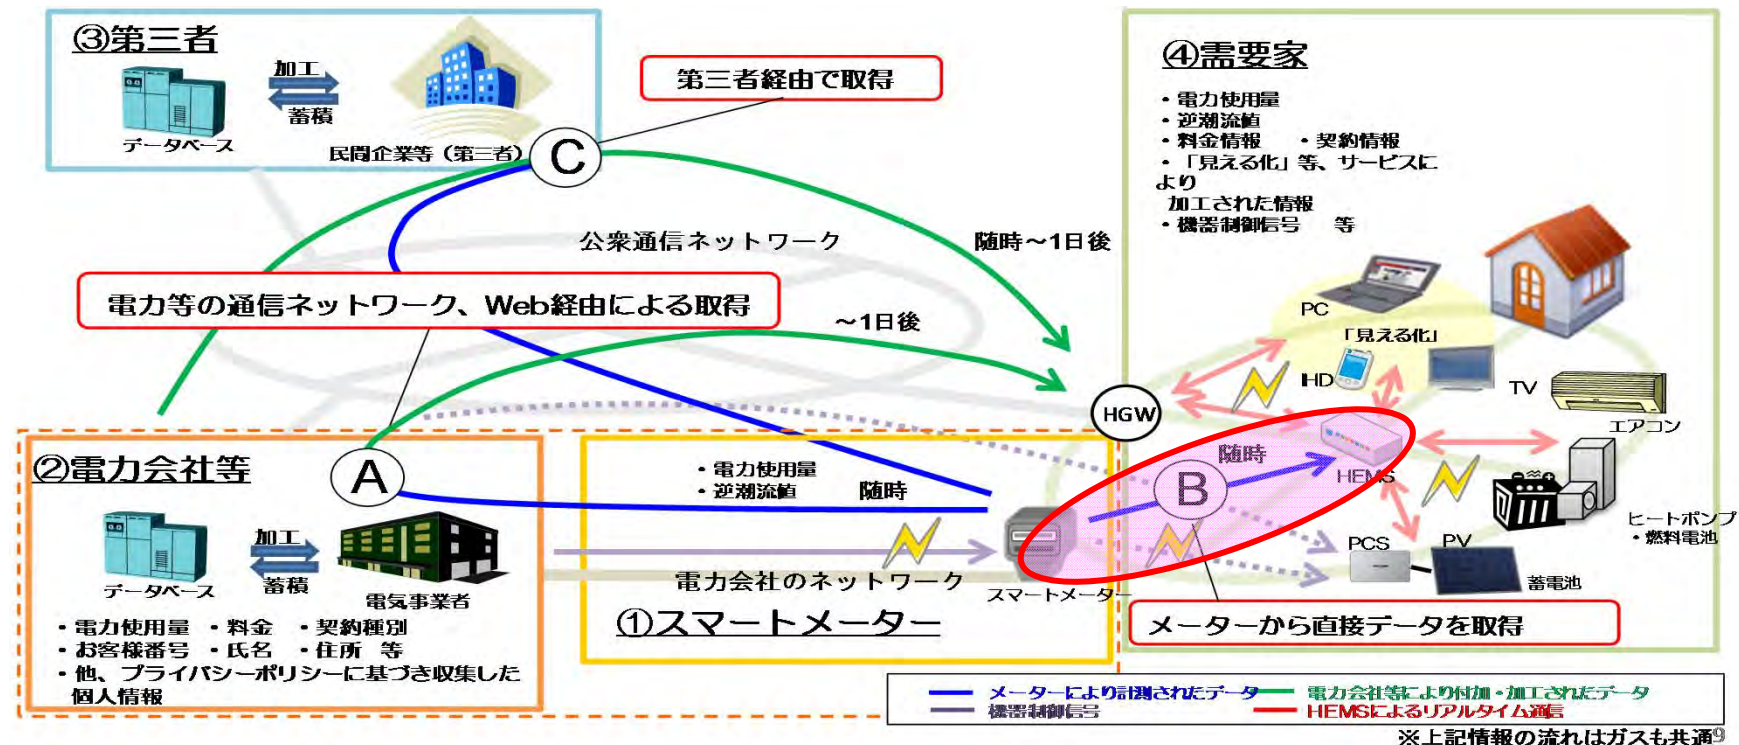 ③第三者
加工
蓄積
データベース
民間企業等（第三者）
C
第三者経由で取得
公衆通信ネットワーク
随時～1日後
電力等の通信ネットワーク、Web経由による取得
～1日後
②電力会社等
A
加工
蓄積
データベース
電気事業者
・電力使用量 ・料金 ・契約種別
・お客様番号 ・氏名 ・住所 等
・他、プライバシーポリシーに基づき収集した
個人情報
・電力使用量
・逆潮流値
随時
電力会社のネットワーク
スマートメーター
①スマートメーター
④需要家
・電力使用量
・逆潮流値
・料金情報 ・契約情報
・「見える化」等、サービスに
より
加工された情報
・機器制御信号 等
PC
「見える化」
IHD
TV
エアコン
HGW
随時
B
HEMS
ヒートポンプ
・燃料電池
PCS
PV
蓄電池
メーターから直接データを取得
メーターにより計測されたデータ
電力会社等により付加・加工されたデータ
機器制御信号
HEMSによるリアルタイム通信
※上記情報の流れはガスも共通
9